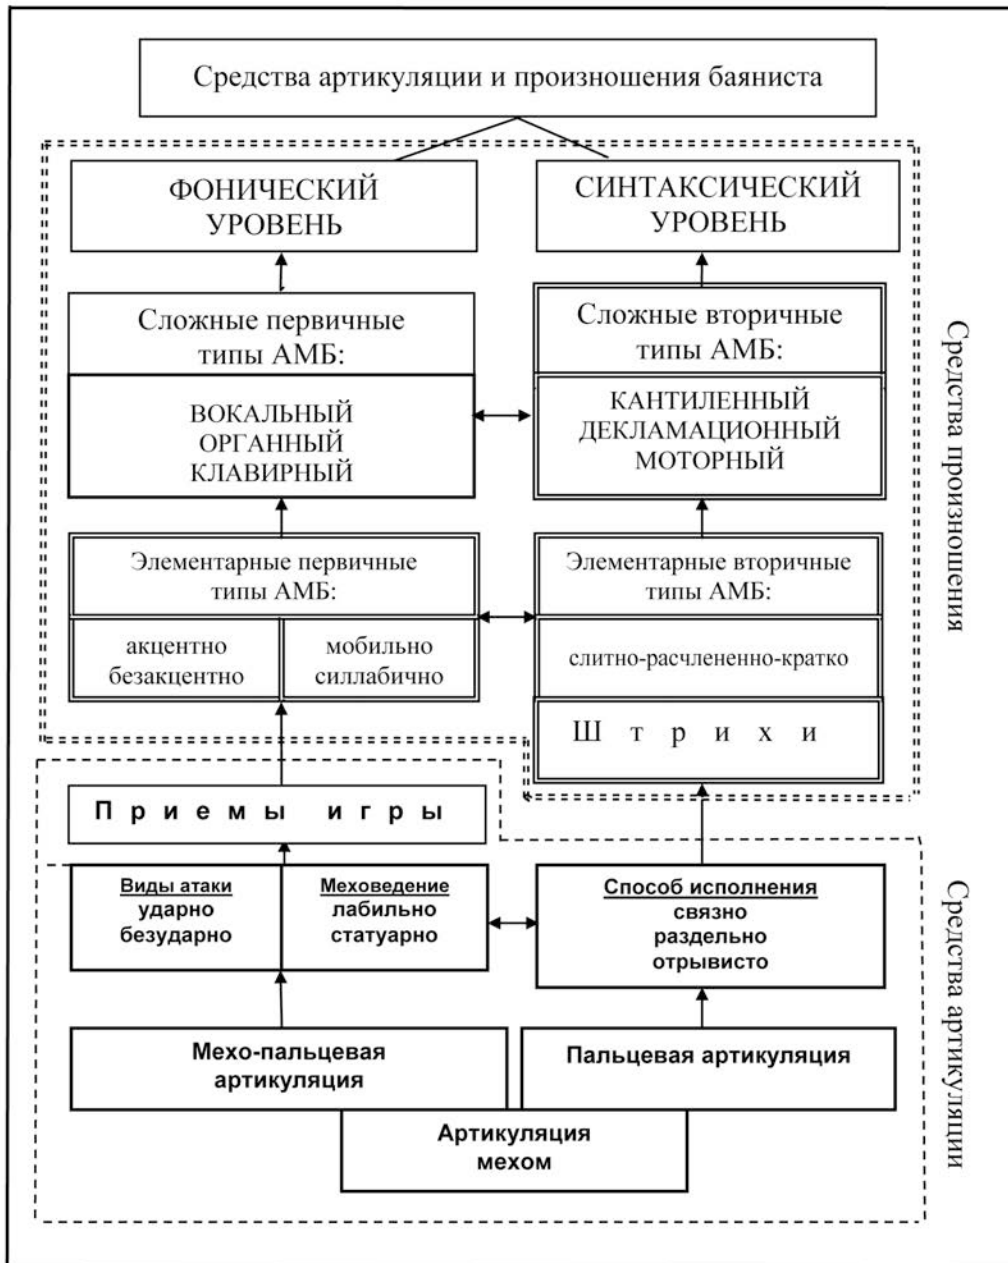 Средства артикуляции и произношения баяниста
ФОНИЧЕСКИЙ
УРОВЕНЬ
СИНТАКСИЧЕСКИЙ
УРОВЕНЬ
Сложные первичные
типы АМБ:
ВОКАЛЬНЫЙ
ОРГАННЫЙ
КЛАВИРНЫЙ
Сложные вторичные
типы АМБ:
КАНТИЛЕННЫЙ
ДЕКЛАМАЦИОННЫЙ
МОТОРНЫЙ
Элементарные первичные
типы АМБ:
акцентно
безакцентно
мобильно
силлабично
Элементарные вторичные
типы АМБ:
слитно-расчлененно-кратко
Штрихи
Средства произношения
Приемы игры
Виды атаки
ударно
безударно
Меховедение
лабильно
статуарно
Способ исполнения
связно
раздельно
отрывисто
Мехо-пальцевая
артикуляция
Пальцевая артикуляция
Артикуляция
мехом
Средства артикуляции